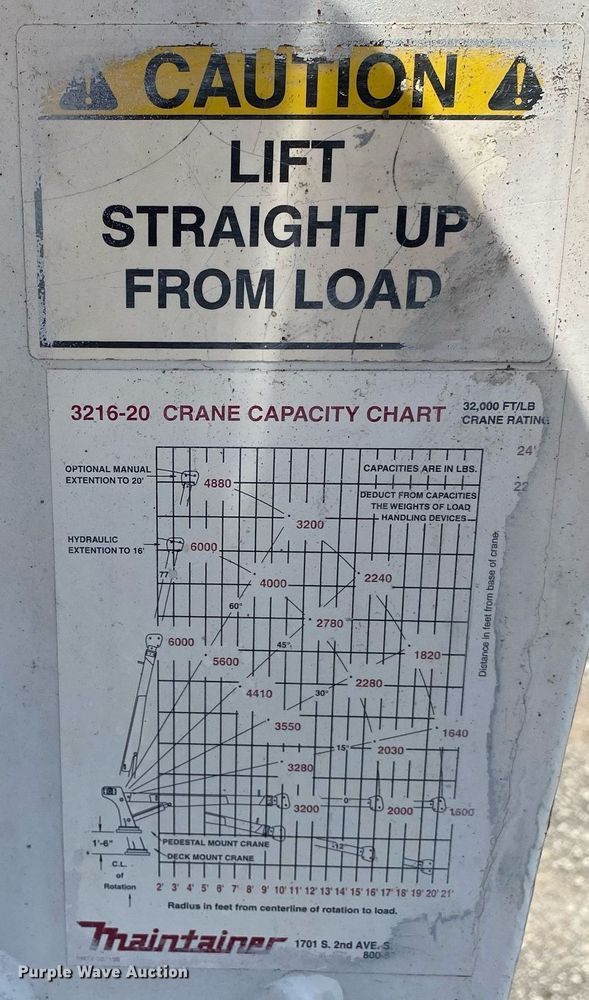 CAUTION
LIFT
STRAIGHT UP
FROM LOAD
3216-20 CRANE CAPACITY CHART
32,000 FT/LB
CRANE RATING
24'
22
OPTIONAL MANUAL
EXTENTION TO 20'
CAPACITIES ARE IN LBS.
DEDUCT FROM CAPACITIES
THE WEIGHTS OF LOAD
HANDLING DEVICES
4880
3200
HYDRAULIC
EXTENTION TO 16'
6000
77
4000
2240
60°
2780
6000
45°
1820
5600
4410
30°
2280
3550
1640
15°
2030
3280
3200
0°
2000
1600
Distance in feet from base of crane.
1'-6"
PEDESTAL MOUNT CRANE
DECK MOUNT CRANE
-12°
C.L.
of
Rotation
2' 3' 4' 5' 6' 7' 8' 9' 10' 11' 12' 13' 14' 15' 16' 17' 18' 19' 20' 21'
Radius in feet from centerline of rotation to load.
Maintainer
1701 S. 2nd AVE. S.
800-8
Purple Wave Auction